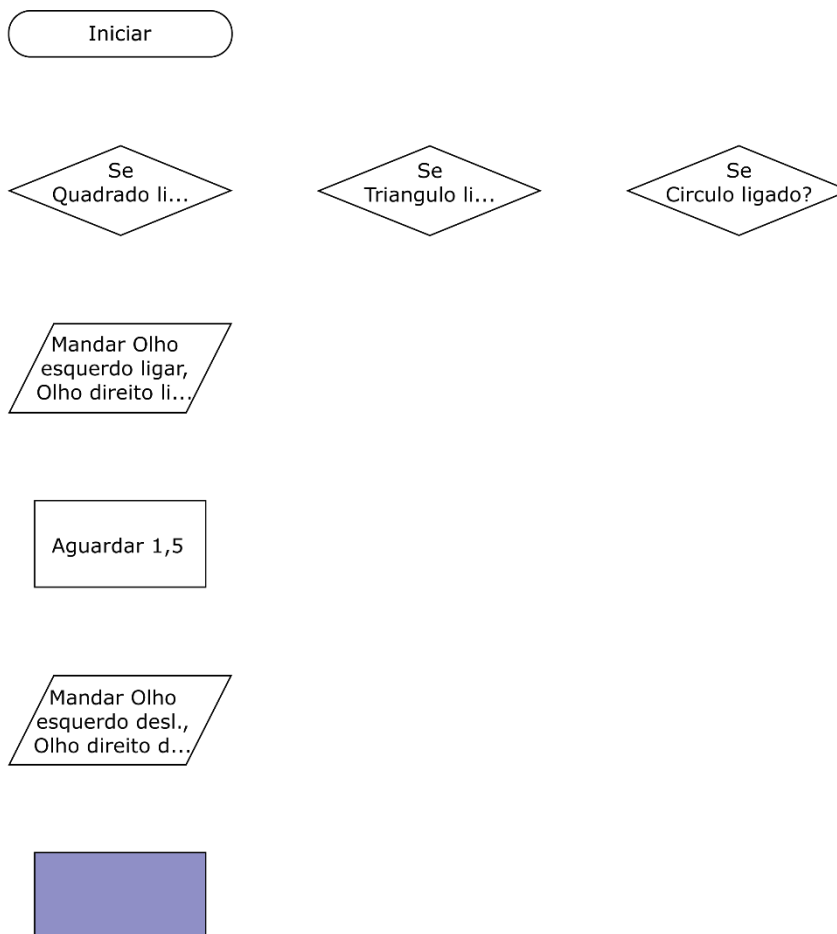 Iniciar
Se
Quadrado li...
Se
Triangulo li...
Se
Circulo ligado?
Mandar Olho
esquerdo ligar,
Olho direito li...
Aguardar 1,5
Mandar Olho
esquerdo desl.,
Olho direito d...